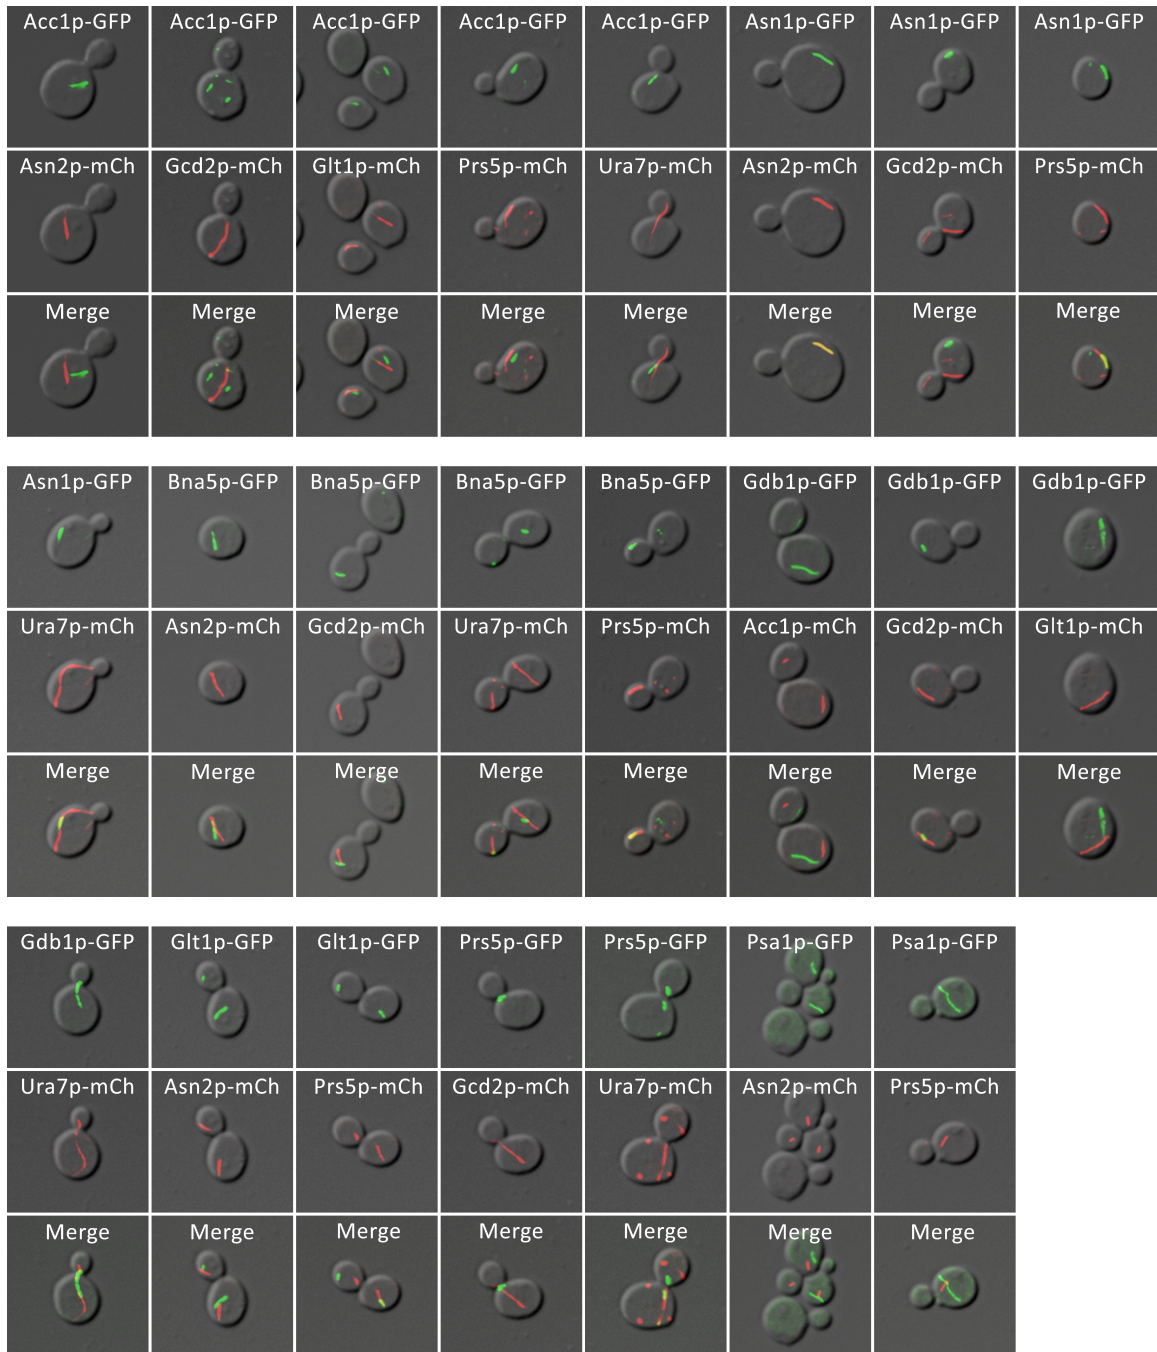 Acc1p-GFP Acc1p-GFP Acc1p-GFP Acc1p-GFP Acc1p-GFP Asn1p-GFP Asn1p-GFP Asn1p-GFP
Asn2p-mCh Gcd2p-mCh Glt1p-mCh Prs5p-mCh Ura7p-mCh Asn2p-mCh Gcd2p-mCh Prs5p-mCh
Merge Merge Merge Merge Merge Merge Merge Merge
Asn1p-GFP Bna5p-GFP Bna5p-GFP Bna5p-GFP Bna5p-GFP Gdb1p-GFP Gdb1p-GFP Gdb1p-GFP
Ura7p-mCh Asn2p-mCh Gcd2p-mCh Ura7p-mCh Prs5p-mCh Acc1p-mCh Gcd2p-mCh Glt1p-mCh
Merge Merge Merge Merge Merge Merge Merge Merge
Gdb1p-GFP Glt1p-GFP Glt1p-GFP Prs5p-GFP Prs5p-GFP Psa1p-GFP Psa1p-GFP
Ura7p-mCh Asn2p-mCh Prs5p-mCh Gcd2p-mCh Ura7p-mCh Asn2p-mCh Prs5p-mCh
Merge Merge Merge Merge Merge Merge Merge